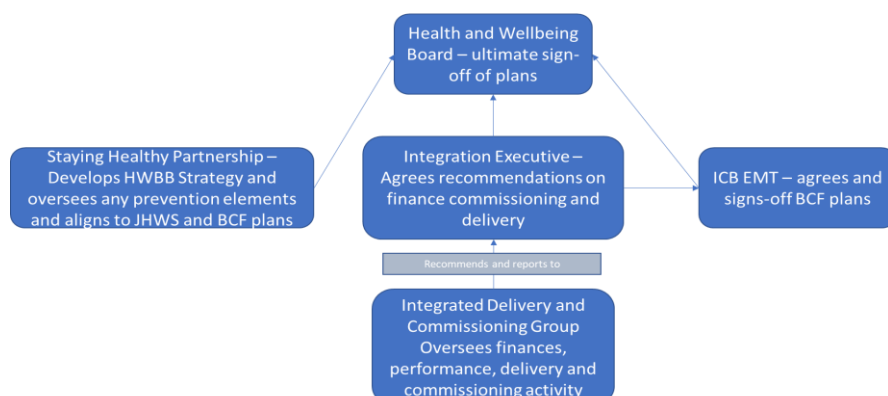 Health and Wellbeing
Board – ultimate sign-
off of plans
Staying Healthy Partnership –
Develops HWBB Strategy and
oversees any prevention elements
and aligns to JHWS and BCF plans
Integration Executive –
Agrees recommendations on
finance commissioning and
delivery
ICB EMT – agrees and
signs-off BCF plans
Recommends and reports to
Integrated Delivery and
Commissioning Group
Oversees finances,
performance, delivery and
commissioning activity